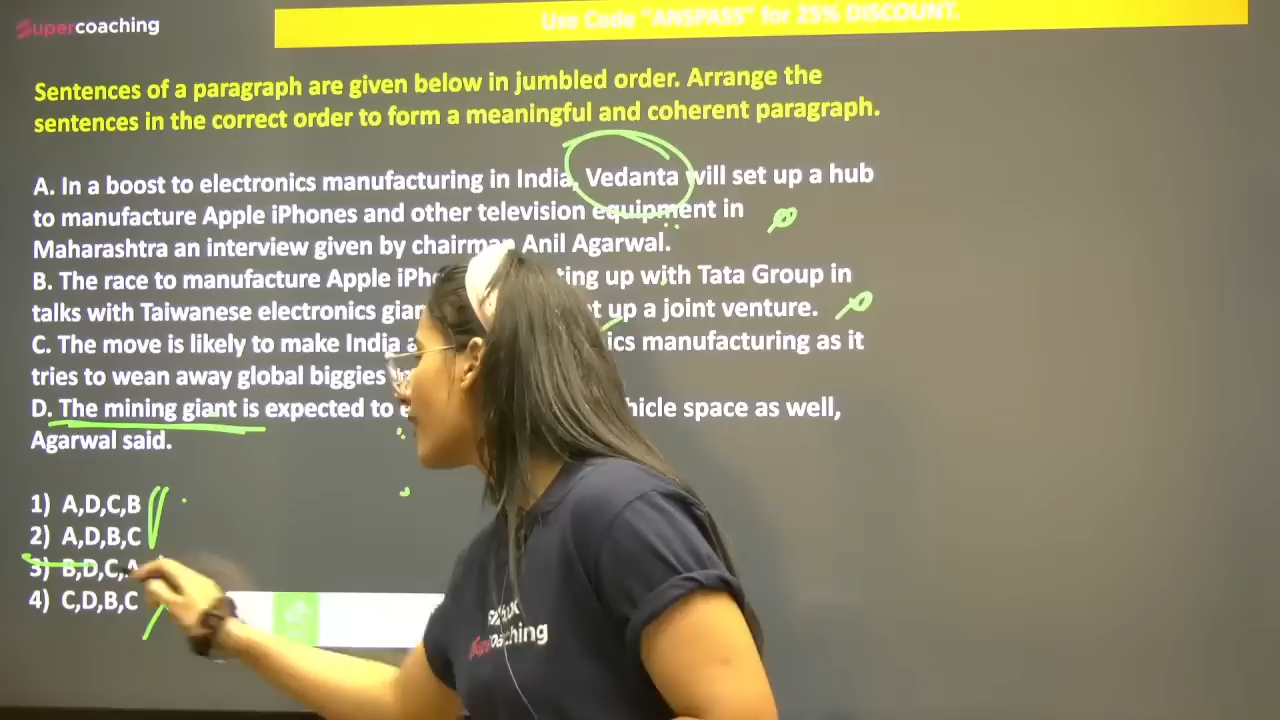 Supercoaching
Use Code "ANSPASS" for 25% DISCOUNT.
Sentences of a paragraph are given below in jumbled order. Arrange the
sentences in the correct order to form a meaningful and coherent paragraph.
A. In a boost to electronics manufacturing in India, Vedanta will set up a hub
to manufacture Apple iPhones and other television equipment in
Maharashtra an interview given by chairman Anil Agarwal.
B. The race to manufacture Apple up with Tata Group in
talks with Taiwanese electronics up a joint venture.
C. The move is likely to make India manufacturing as it
tries to wean away global biggies
D. The mining giant is expected to space as well,
Agarwal said.
1) A,D,C,B
2) A,D,B,C
3) B,D,C,A
4) C,D,B,C